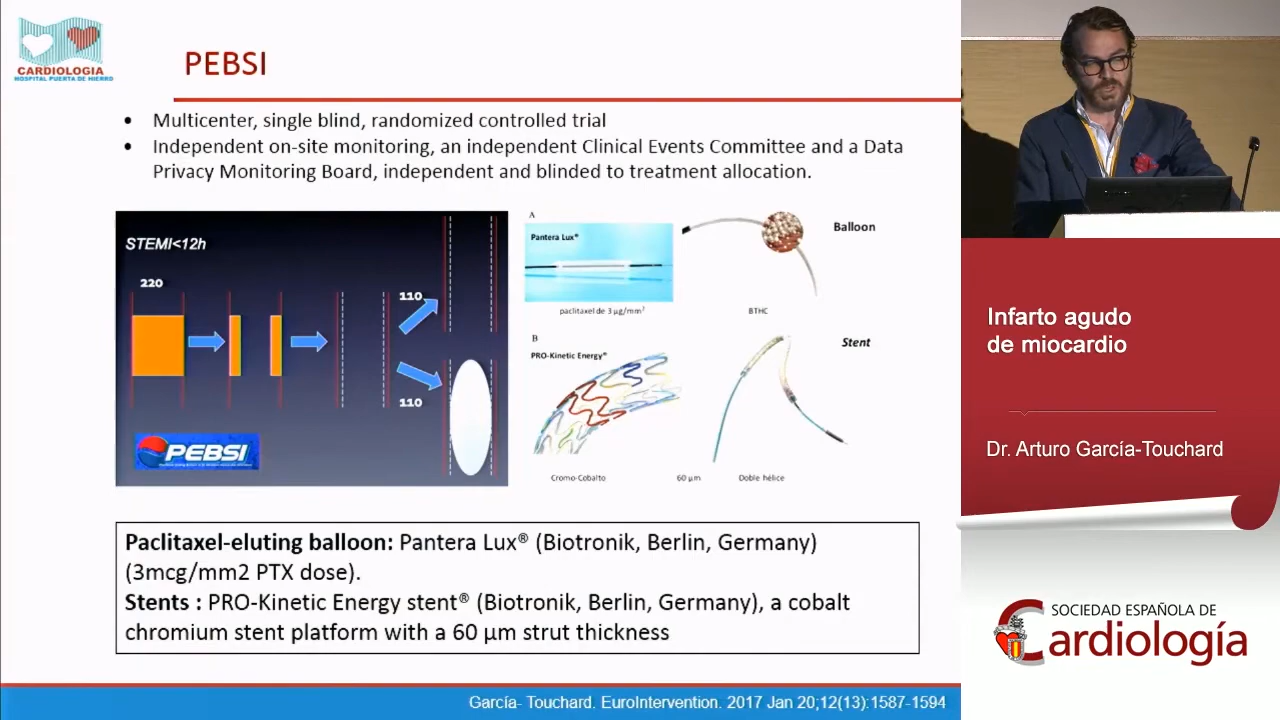 CARDIOLOGIA
HOSPITAL PUERTA DE HIERRO
PEBSI
• Multicenter, single blind, randomized controlled trial
• Independent on-site monitoring, an independent Clinical Events Committee and a Data
Privacy Monitoring Board, independent and blinded to treatment allocation.
STEMI<12h
220
110
110
PEBSI
A
Pantera Lux®
Balloon
paclitaxel de 3 µg/mm²
BTHC
B
PRO-Kinetic Energy®
Stent
Cromo-Cobalto
60 µm
Doble hélice
Paclitaxel-eluting balloon: Pantera Lux® (Biotronik, Berlin, Germany)
(3mcg/mm2 PTX dose).
Stents : PRO-Kinetic Energy stent® (Biotronik, Berlin, Germany), a cobalt
chromium stent platform with a 60 µm strut thickness
García- Touchard. EuroIntervention. 2017 Jan 20;12(13):1587-1594
Infarto agudo
de miocardio
Dr. Arturo García-Touchard
SOCIEDAD ESPAÑOLA DE
Cardiología